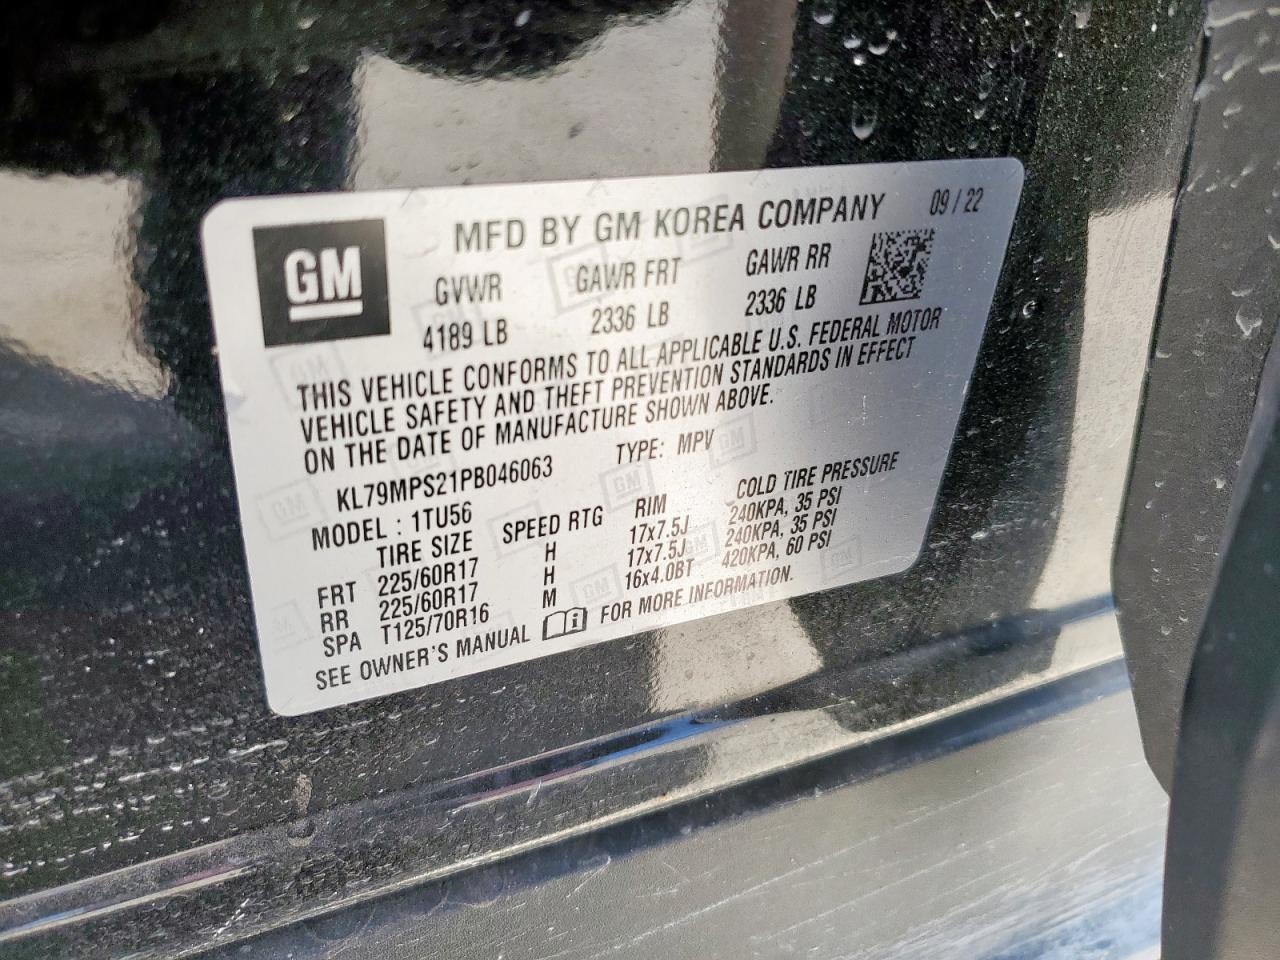 GM
MFD BY GM KOREA COMPANY 09 / 22
GVWR GAWR FRT GAWR RR
4189 LB 2336 LB 2336 LB
THIS VEHICLE CONFORMS TO ALL APPLICABLE U.S. FEDERAL MOTOR
VEHICLE SAFETY AND THEFT PREVENTION STANDARDS IN EFFECT
ON THE DATE OF MANUFACTURE SHOWN ABOVE.
KL79MPS21PB046063 TYPE: MPV
MODEL : 1TU56
TIRE SIZE SPEED RTG RIM COLD TIRE PRESSURE
FRT 225/60R17 H 17x7.5J 240KPA, 35 PSI
RR 225/60R17 H 17x7.5J 240KPA, 35 PSI
SPA T125/70R16 M 16x4.0BT 420KPA, 60 PSI
SEE OWNER'S MANUAL FOR MORE INFORMATION.